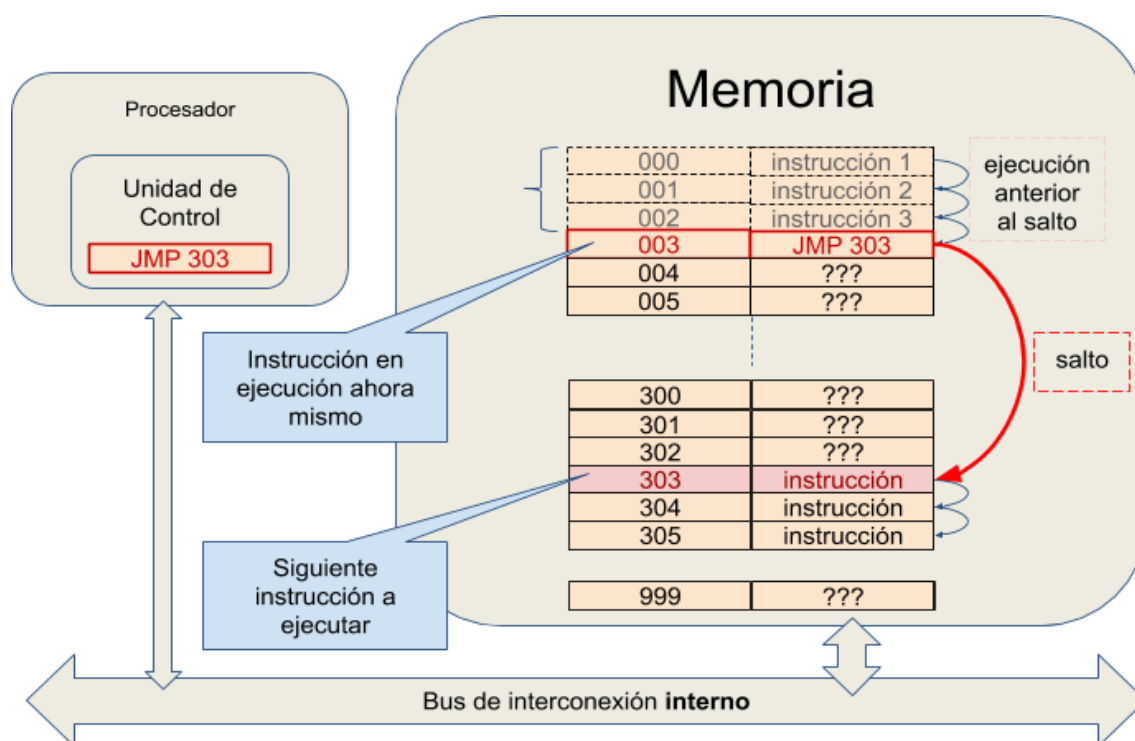 Procesador
Unidad de
Control
JMP 303
Memoria
000 instrucción 1
001 instrucción 2
002 instrucción 3
003 JMP 303
004 ???
005 ???
ejecución
anterior
al salto
Instrucción en
ejecución ahora
mismo
salto
300 ???
301 ???
302 ???
303 instrucción
304 instrucción
305 instrucción
999 ???
Siguiente
instrucción a
ejecutar
Bus de interconexión interno